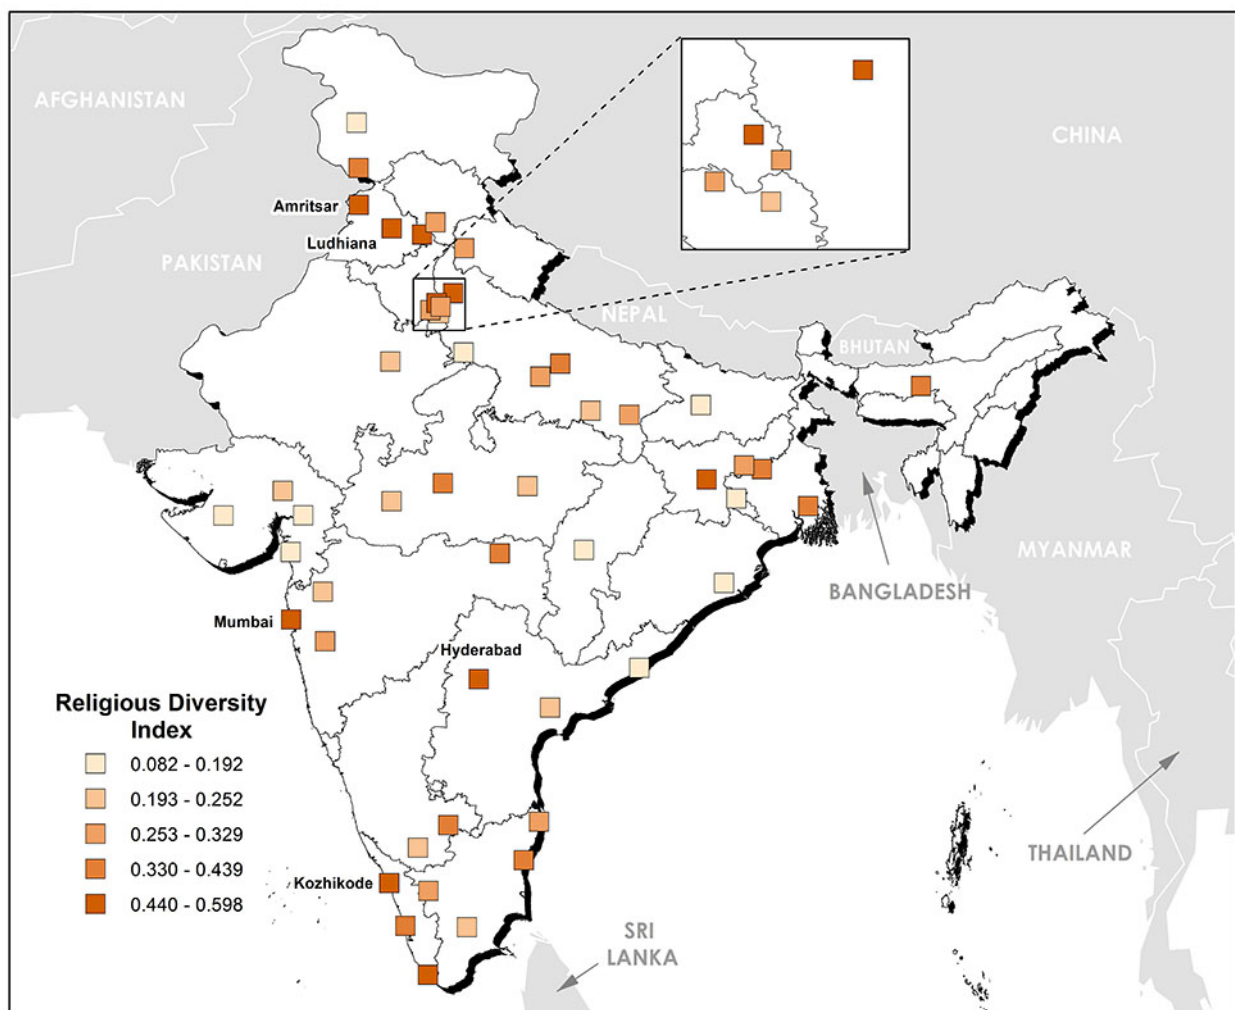 AFGHANISTAN
CHINA
Amritsar
Ludhiana
PAKISTAN
NEPAL
BHUTAN
MYANMAR
BANGLADESH
Mumbai
Hyderabad
Religious Diversity
Index
0.082 - 0.192
0.193 - 0.252
0.253 - 0.329
0.330 - 0.439
0.440 - 0.598
THAILAND
Kozhikode
SRI
LANKA